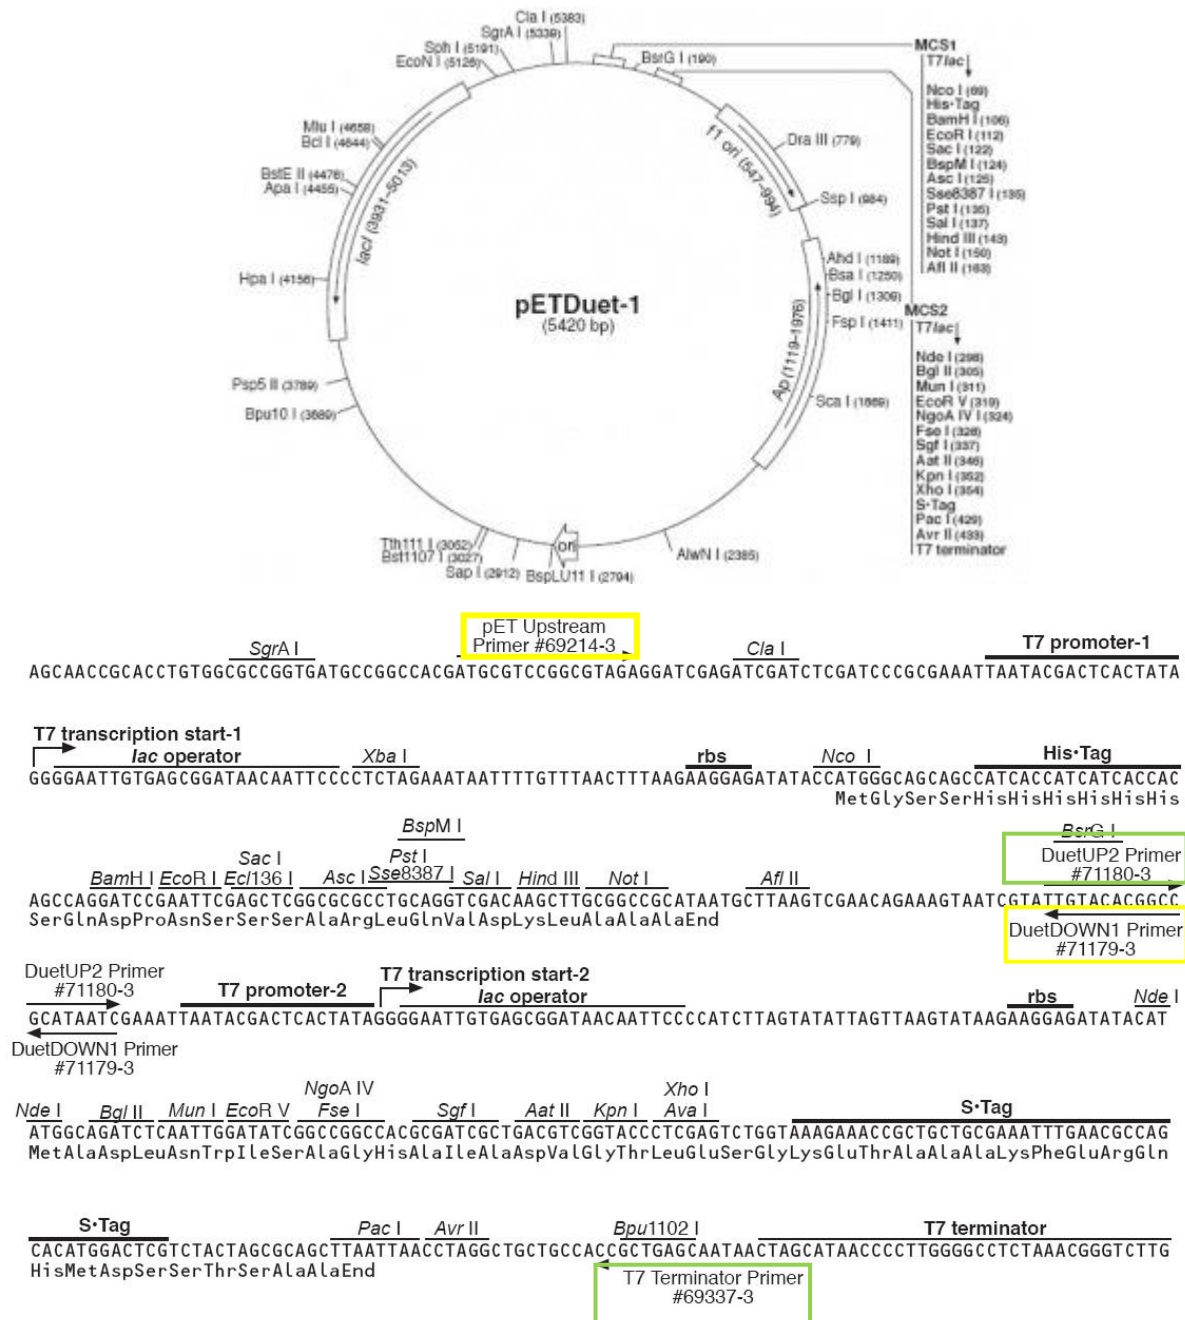 Cla I (5383)
SgrA I (5339)
Sph I (5191)
EcoN I (5126)
Mlu I (4658)
Bcl I (4644)
BstE II (4476)
Apa I (4455)
lacI (3931–5013)
Hpa I (4156)
Psp5 II (3789)
Bpu10 I (3689)
Tth111 I (3052)
Bst1107 I (3027)
Sap I (2912)
BspLU11 I (2794)
ori
AlwN I (2385)
pETDuet-1
(5420 bp)
BsrG I (190)
f1 ori (547–994)
Dra III (779)
Ssp I (984)
Ahd I (1189)
Bsa I (1250)
Bgl I (1309)
Fsp I (1411)
Ap (1119–1976)
Sca I (1669)
MCS1
T7lac
Nco I (69)
His•Tag
BamH I (106)
EcoR I (112)
Sac I (122)
BspM I (124)
Asc I (125)
Sse8387 I (135)
Pst I (135)
Sal I (137)
Hind III (143)
Not I (150)
Afl II (163)
MCS2
T7lac
Nde I (298)
Bgl II (305)
Mun I (311)
EcoR V (319)
NgoA IV I (324)
Fse I (328)
Sgf I (337)
Aat II (346)
Kpn I (352)
Xho I (354)
S•Tag
Pac I (429)
Avr II (433)
T7 terminator
pET Upstream
SgrA I Primer #69214-3 Cla I T7 promoter-1
AGCAACCGCACCTGTGGCGCCGGTGATGCCGGCCACGATGCGTCCGGCGTAGAGGATCGAGATCGATCTCGATCCCGCGAAATTAATACGACTCACTATA
T7 transcription start-1
lac operator Xba I rbs Nco I His•Tag
GGGGAATTGTGAGCGGATAACAATTCCCCTCTAGAAATAATTTTGTTTAACTTTAAGAAGGAGATATACCATGGGCAGCAGCCATCACCATCATCACCAC
MetGlySerSerHisHisHisHisHisHis
BspM I BsrG I
Sac I Pst I DuetUP2 Primer
BamH I EcoR I Ecl136 I Asc I Sse8387 I Sal I Hind III Not I Afl II #71180-3
AGCCAGGATCCGAATTCGAGCTCGGCGCGCCTGCAGGTCGACAAGCTTGCGGCCGCATAATGCTTAAGTCGAACAGAAAGTAATCGTATTGTACACGGCC
SerGlnAspProAsnSerSerSerAlaArgLeuGlnValAspLysLeuAlaAlaAlaEnd
DuetDOWN1 Primer
#71179-3
DuetUP2 Primer
#71180-3 T7 promoter-2 T7 transcription start-2
lac operator rbs Nde I
GCATAATCGAAATTAATACGACTCACTATAGGGGAATTGTGAGCGGATAACAATTCCCCATCTTAGTATATTAGTTAAGTATAAGAAGGAGATATACAT
DuetDOWN1 Primer
#71179-3
NgoA IV Xho I
Nde I Bgl II Mun I EcoR V Fse I Sgf I Aat II Kpn I Ava I S•Tag
ATGGCAGATCTCAATTGGATATCGGCCGGCCACGCGATCGCTGACGTCGGTACCCTCGAGTCTGGTAAAGAAACCGCTGCTGCGAAATTTGAACGCCAG
MetAlaAspLeuAsnTrpIleSerAlaGlyHisAlaIleAlaAspValGlyThrLeuGluSerGlyLysGluThrAlaAlaAlaLysPheGluArgGln
S•Tag Pac I Avr II Bpu1102 I T7 terminator
CACATGGACTCGTCTACTAGCGCAGCTTAATTAACCTAGGCTGCTGCCACCGCTGAGCAATAACTAGCATAACCCCTTGGGGCCTCTAAACGGGTCTTG
HisMetAspSerSerThrSerAlaAlaEnd
T7 Terminator Primer
#69337-3